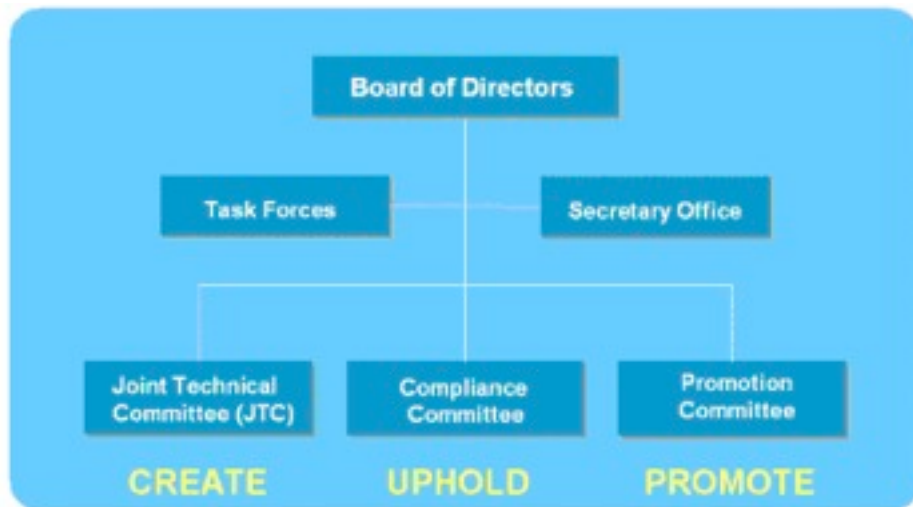 Board of Directors
Task Forces
Secretary Office
Joint Technical
Committee (JTC)
Compliance
Committee
Promotion
Committee
CREATE
UPHOLD
PROMOTE